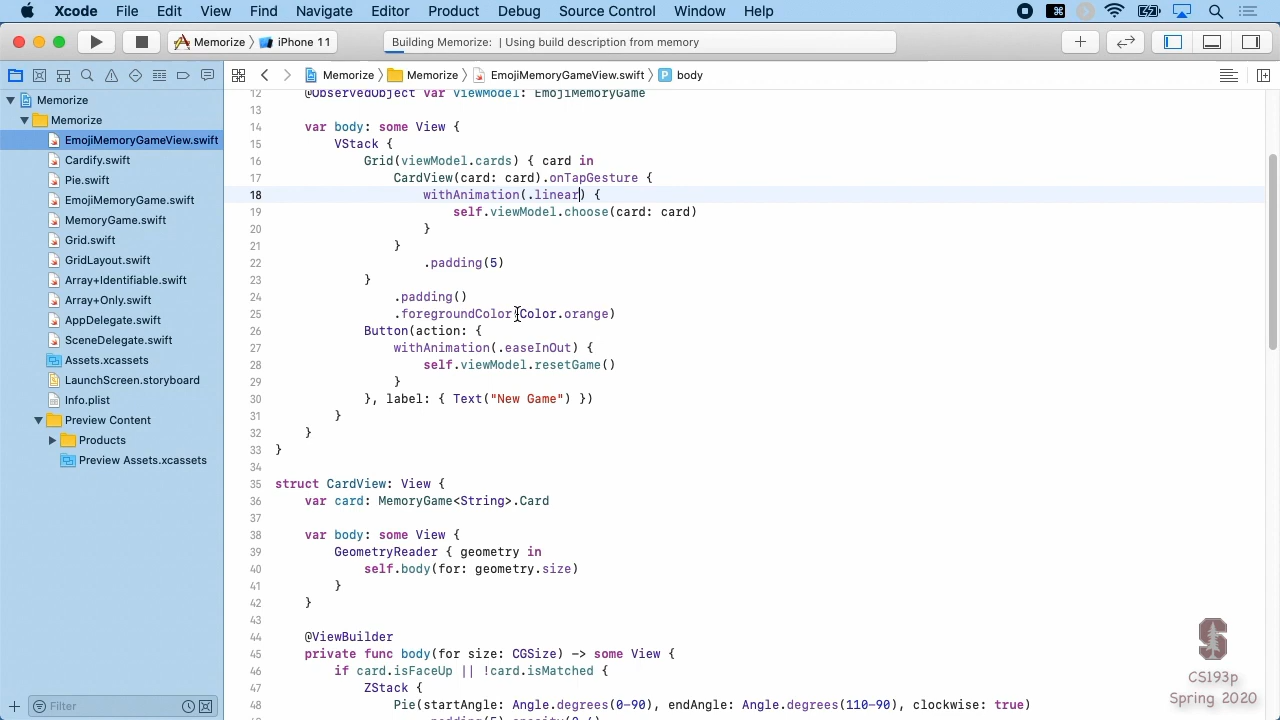 Xcode File Edit View Find Navigate Editor Product Debug Source Control Window Help
Memorize 〉 iPhone 11
Building Memorize: | Using build description from memory
Memorize 〉 Memorize 〉 EmojiMemoryGameView.swift 〉 P body
Memorize
Memorize
EmojiMemoryGameView.swift
Cardify.swift
Pie.swift
EmojiMemoryGame.swift
MemoryGame.swift
Grid.swift
GridLayout.swift
Array+Identifiable.swift
Array+Only.swift
AppDelegate.swift
SceneDelegate.swift
Assets.xcassets
LaunchScreen.storyboard
Info.plist
Preview Content
Products
Preview Assets.xcassets
Filter
12 @ObservedObject var viewModel: EmojiMemoryGame
13
14 var body: some View {
15 VStack {
16 Grid(viewModel.cards) { card in
17 CardView(card: card).onTapGesture {
18 withAnimation(.linear) {
19 self.viewModel.choose(card: card)
20 }
21 }
22 .padding(5)
23 }
24 .padding()
25 .foregroundColor(Color.orange)
26 Button(action: {
27 withAnimation(.easeInOut) {
28 self.viewModel.resetGame()
29 }
30 }, label: { Text("New Game") })
31 }
32 }
33 }
34
35 struct CardView: View {
36 var card: MemoryGame<String>.Card
37
38 var body: some View {
39 GeometryReader { geometry in
40 self.body(for: geometry.size)
41 }
42 }
43
44 @ViewBuilder
45 private func body(for size: CGSize) -> some View {
46 if card.isFaceUp || !card.isMatched {
47 ZStack {
48 Pie(startAngle: Angle.degrees(0-90), endAngle: Angle.degrees(110-90), clockwise: true)
CS193p
Spring 2020